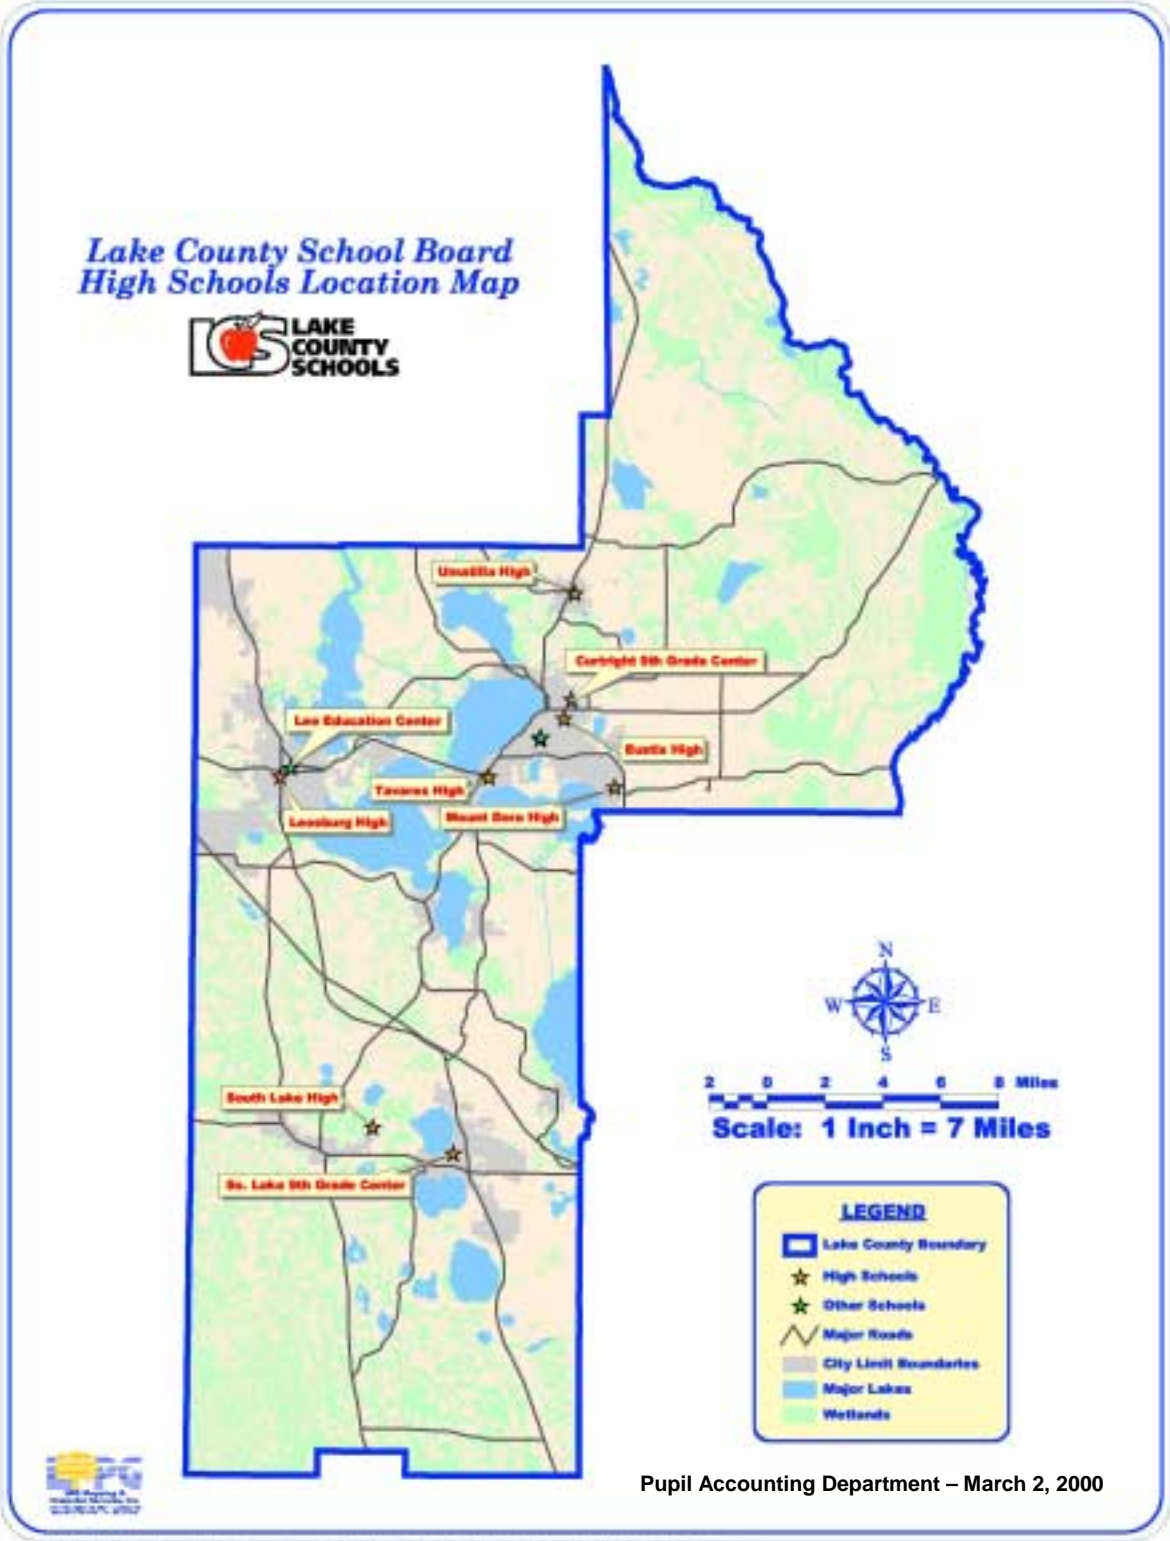 Lake County School Board
High Schools Location Map
LCS LAKE
COUNTY
SCHOOLS
Umatilla High
Curtright 9th Grade Center
Lee Education Center
Eustis High
Tavares High
Mount Dora High
Leesburg High
N
W E
S
South Lake High
2 0 2 4 6 8 Miles
Scale: 1 Inch = 7 Miles
So. Lake 9th Grade Center
LEGEND
Lake County Boundary
High Schools
Other Schools
Major Roads
City Limit Boundaries
Major Lakes
Wetlands
Pupil Accounting Department – March 2, 2000